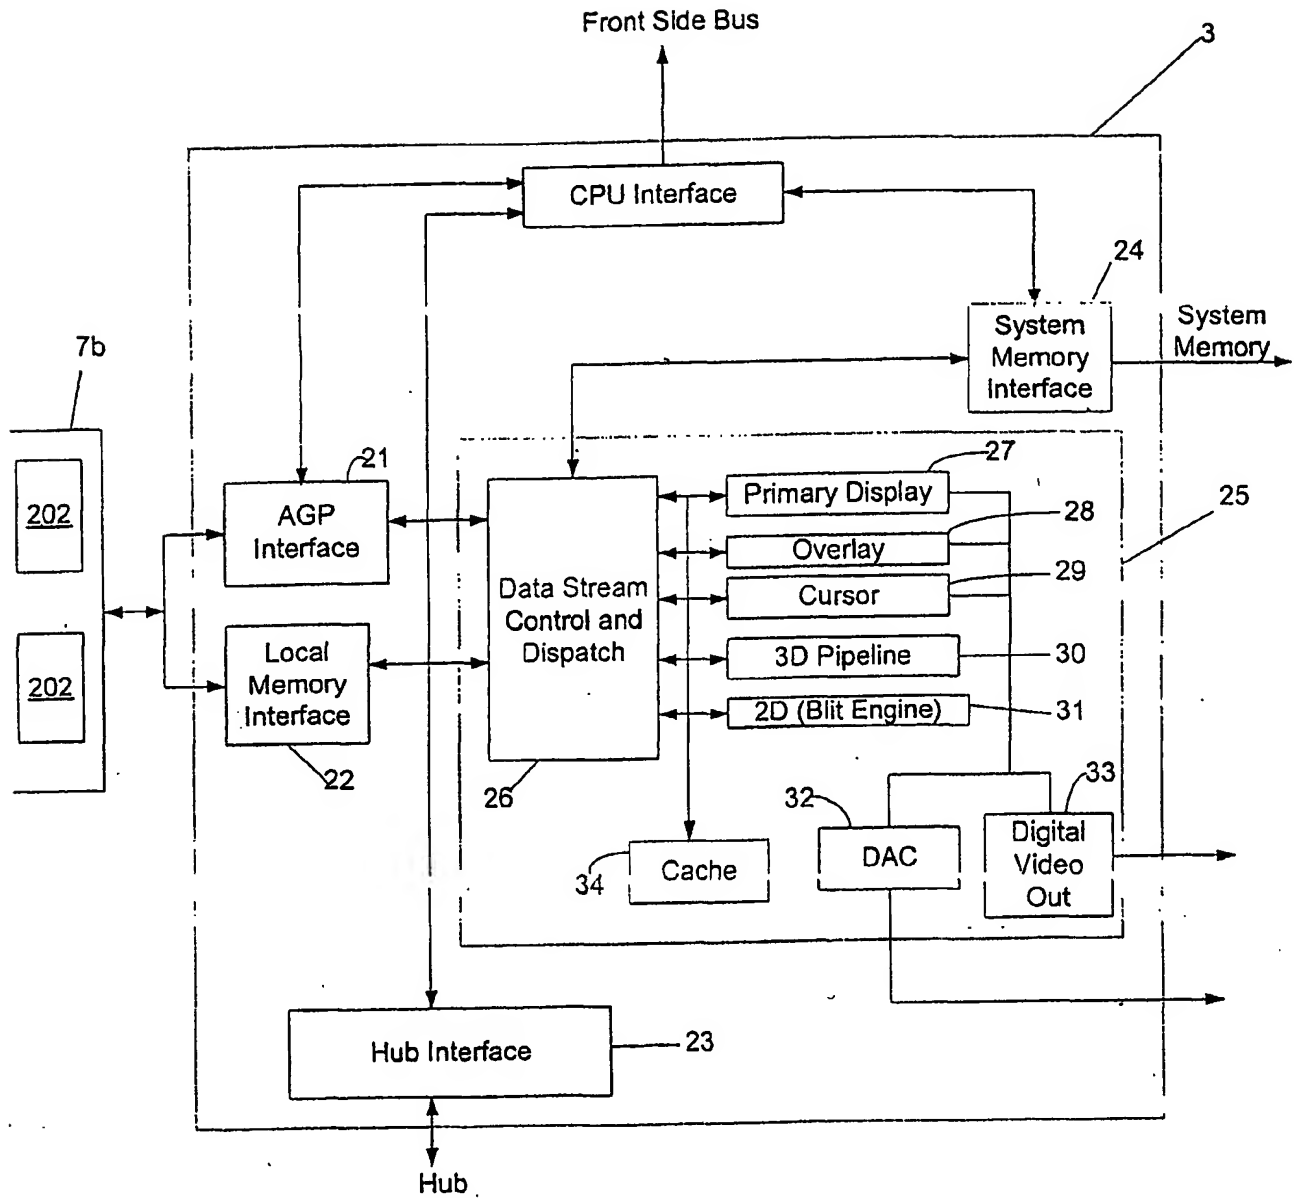 Front Side Bus
3
CPU Interface
24
System
Memory
Interface
System
Memory
7b
202
202
21
AGP
Interface
Local
Memory
Interface
22
Data Stream
Control and
Dispatch
26
27
Primary Display
28
Overlay
29
Cursor
3D Pipeline
30
2D (Blit Engine)
31
25
32
DAC
33
Digital
Video
Out
34
Cache
Hub Interface
23
Hub